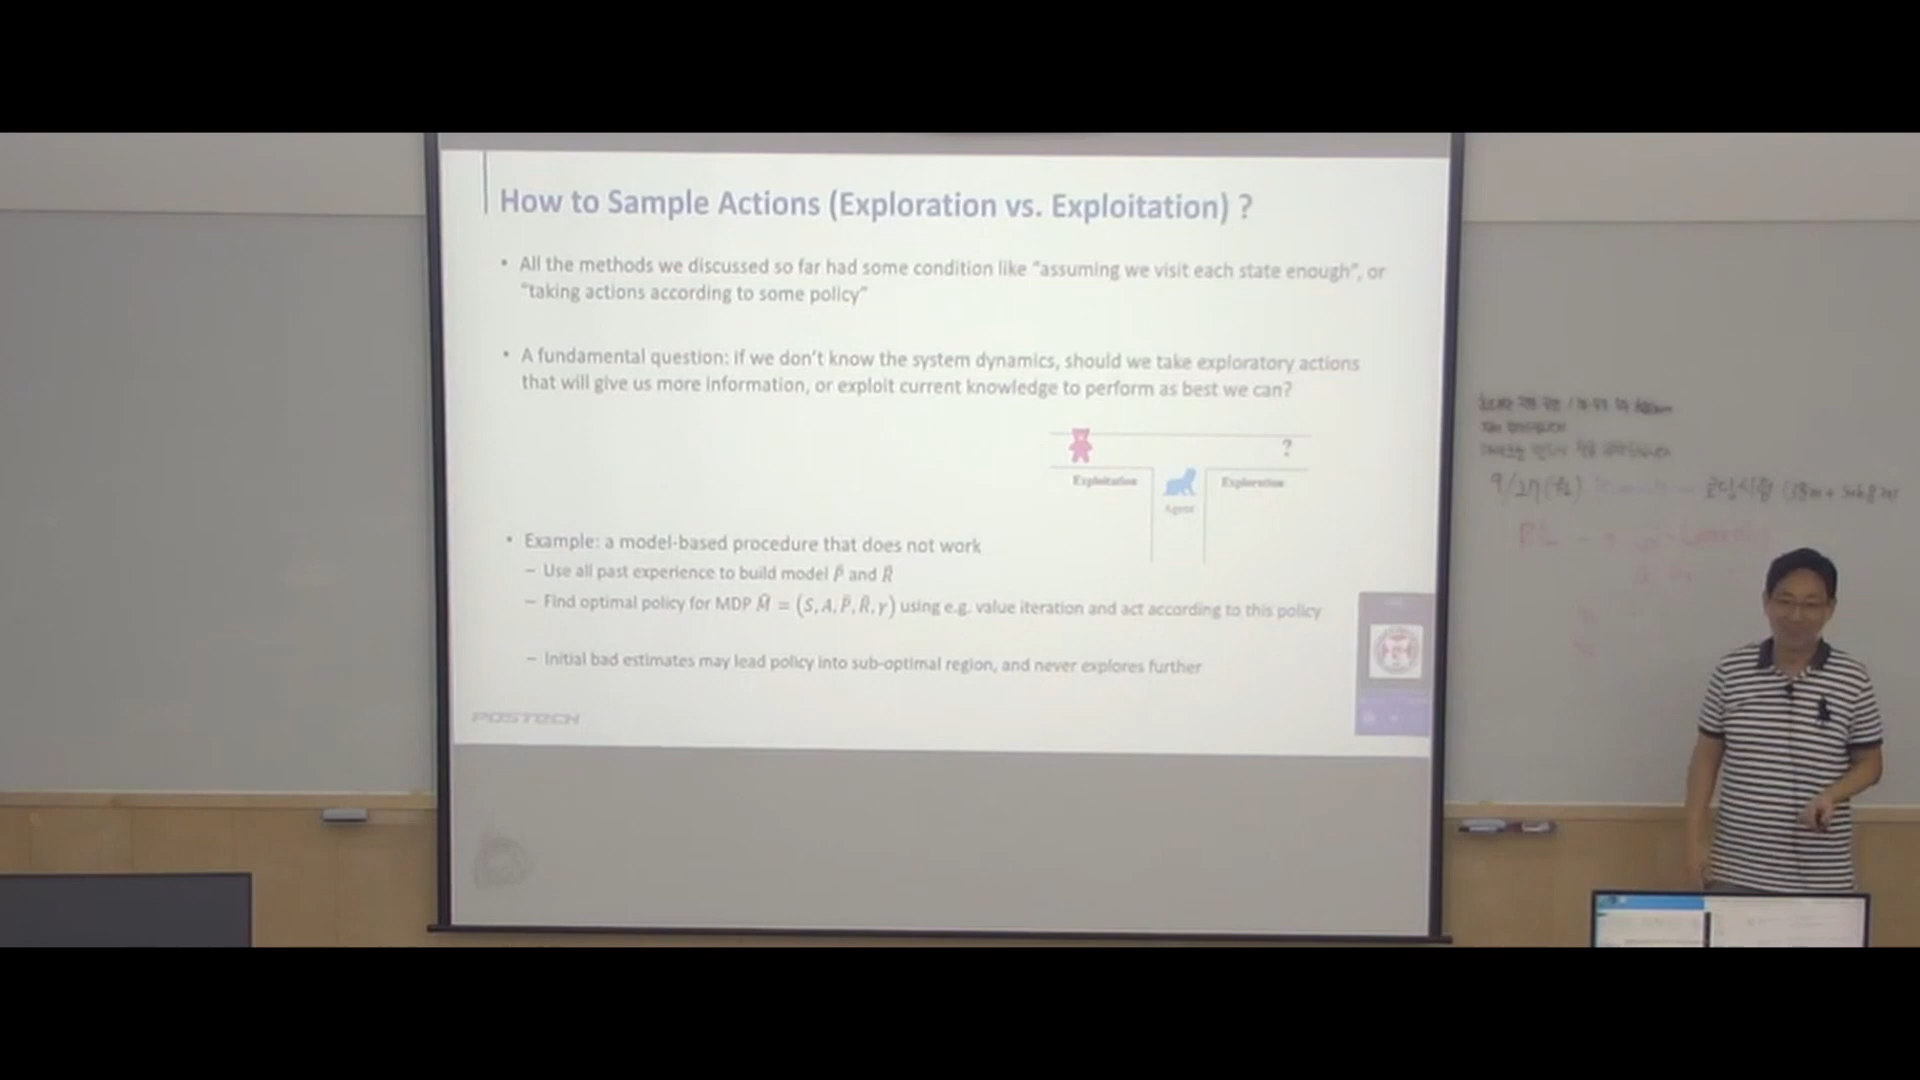 How to Sample Actions (Exploration vs. Exploitation) ?
• All the methods we discussed so far had some condition like "assuming we visit each state enough", or
"taking actions according to some policy"
• A fundamental question: if we don't know the system dynamics, should we take exploratory actions
that will give us more information, or exploit current knowledge to perform as best we can?
?
Exploitation
Exploration
Agent
• Example: a model-based procedure that does not work
– Use all past experience to build model P̂ and R̂
– Find optimal policy for MDP M̂ = (S, A, P̂, R̂, γ) using e.g. value iteration and act according to this policy
– Initial bad estimates may lead policy into sub-optimal region, and never explores further
POSTECH
9/27
RL